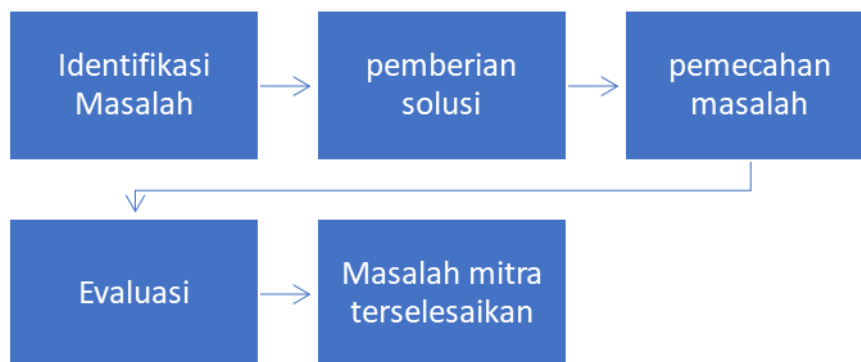 Identifikasi
Masalah
pemberian
solusi
pemecahan
masalah
Evaluasi
Masalah mitra
terselesaikan